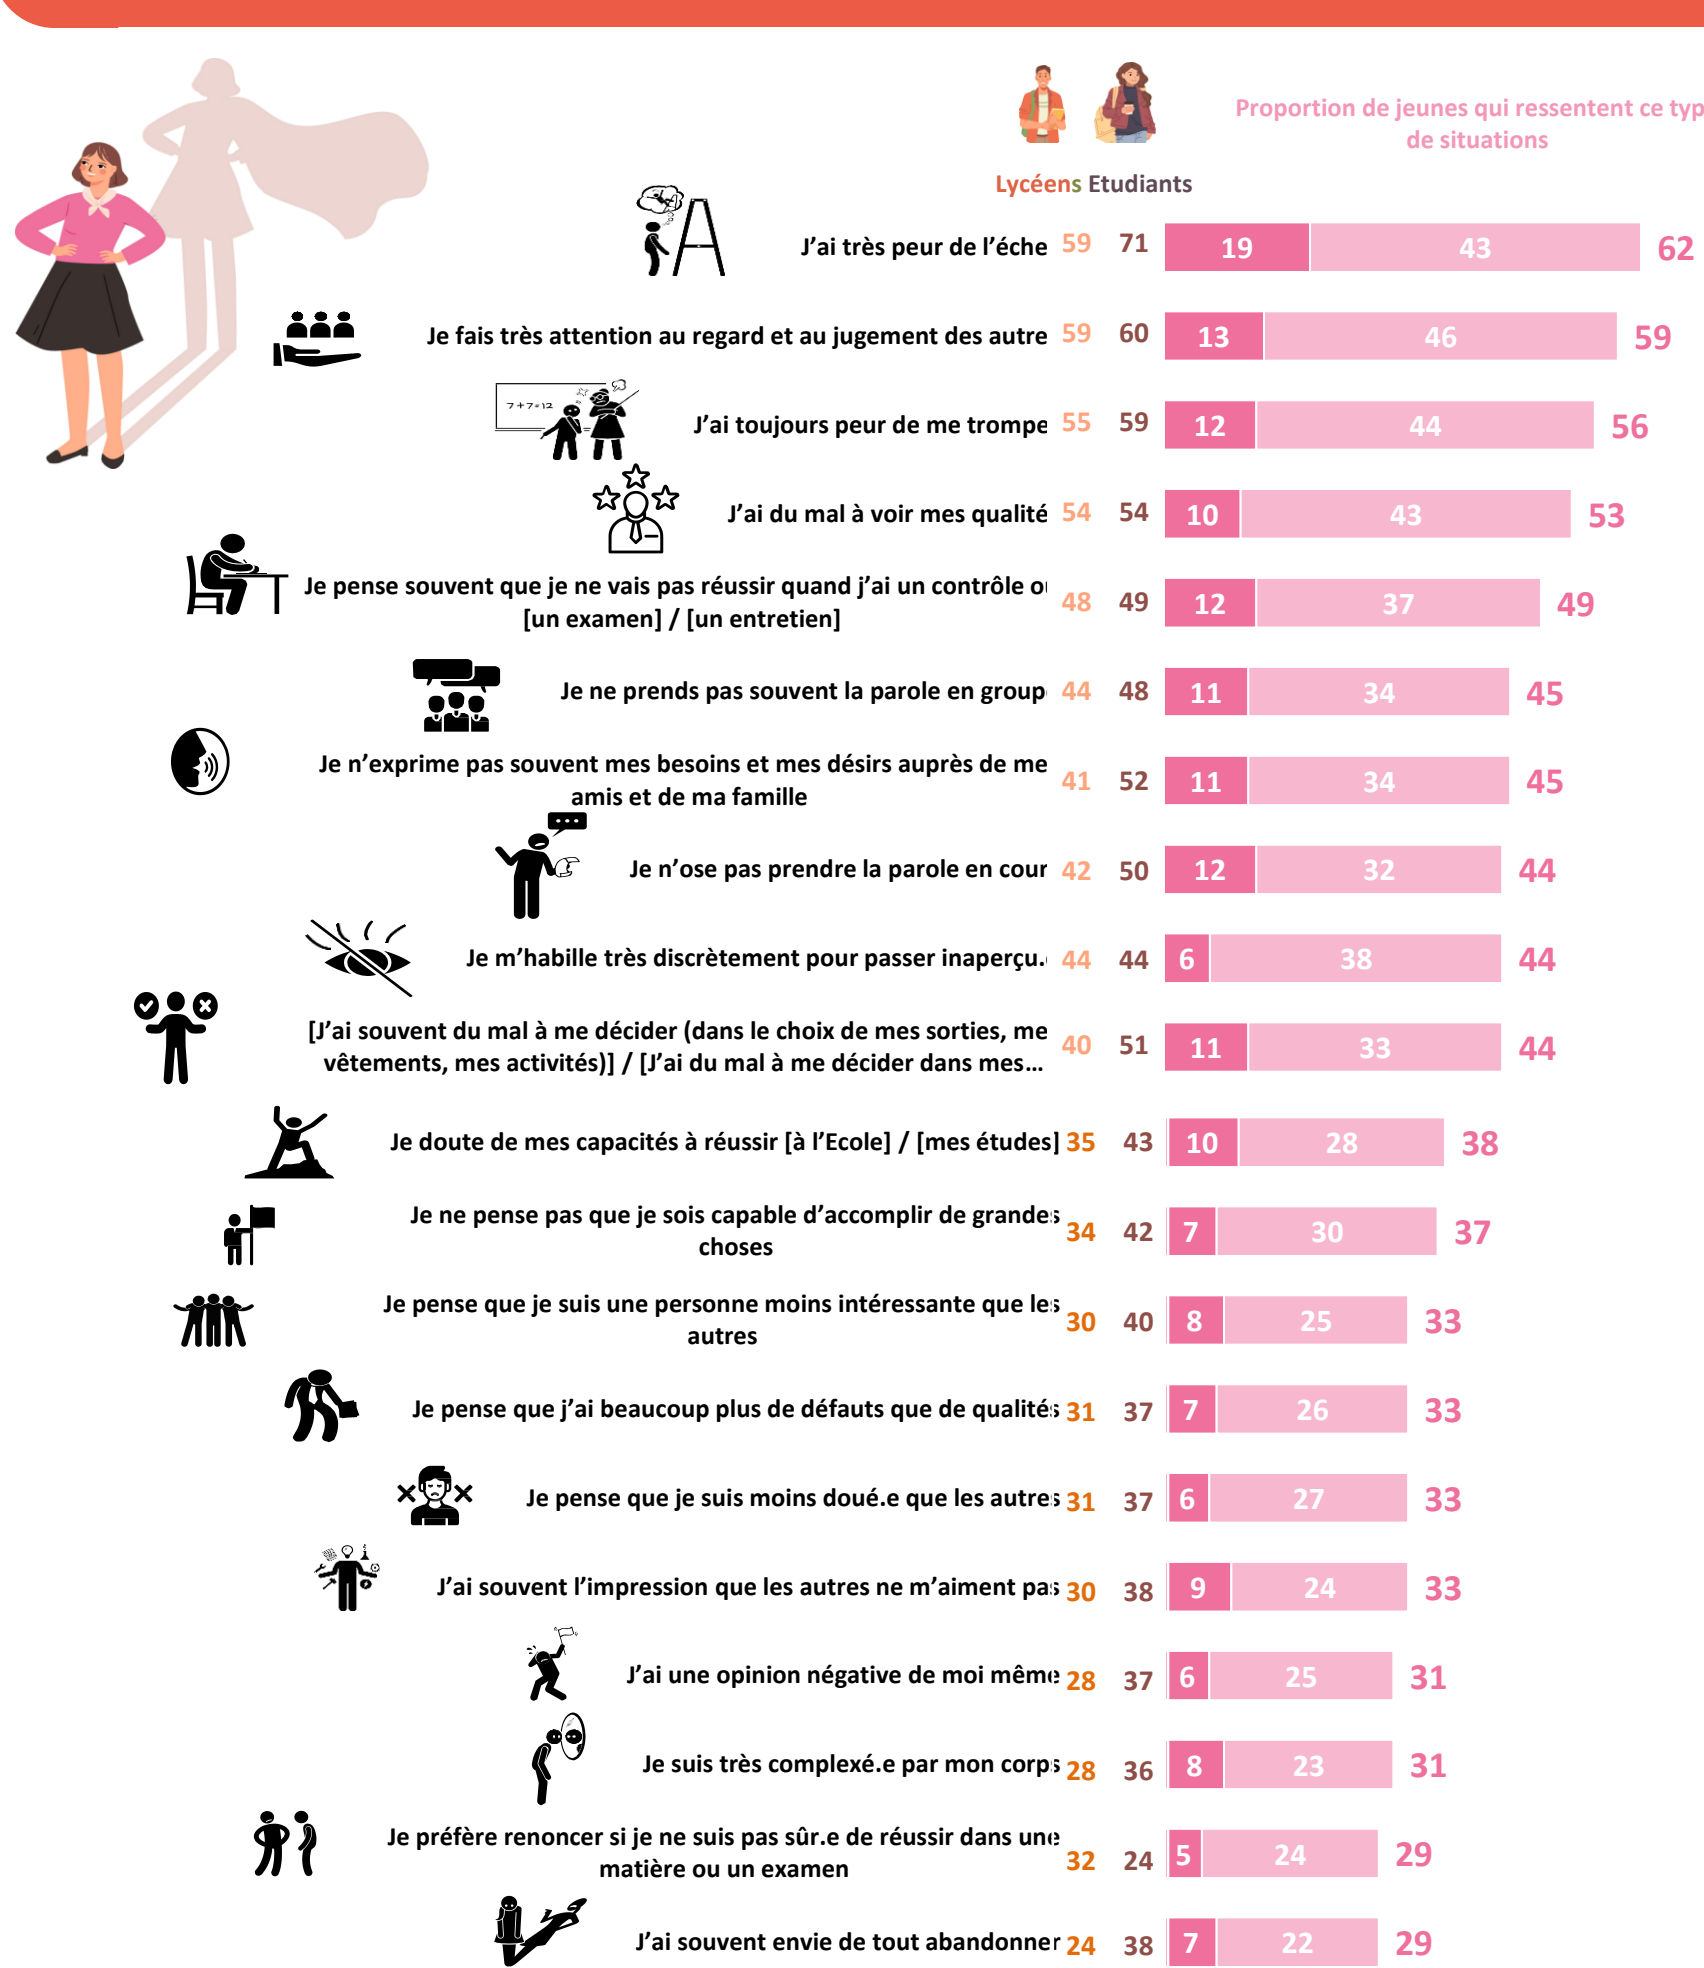 Proportion de jeunes qui ressentent ce typ
de situations
Lycéens Etudiants
J'ai très peur de l'éche 59 71 19 43 62
Je fais très attention au regard et au jugement des autre 59 60 13 46 59
7+7=12
J'ai toujours peur de me trompe 55 59 12 44 56
J'ai du mal à voir mes qualité 54 54 10 43 53
Je pense souvent que je ne vais pas réussir quand j'ai un contrôle o
[un examen] / [un entretien] 48 49 12 37 49
Je ne prends pas souvent la parole en group 44 48 11 34 45
Je n'exprime pas souvent mes besoins et mes désirs auprès de me
amis et de ma famille 41 52 11 34 45
Je n'ose pas prendre la parole en cour 42 50 12 32 44
Je m'habille très discrètement pour passer inaperçu. 44 44 6 38 44
[J'ai souvent du mal à me décider (dans le choix de mes sorties, me
vêtements, mes activités)] / [J'ai du mal à me décider dans mes… 40 51 11 33 44
Je doute de mes capacités à réussir [à l'Ecole] / [mes études] 35 43 10 28 38
Je ne pense pas que je sois capable d'accomplir de grandes
choses 34 42 7 30 37
Je pense que je suis une personne moins intéressante que les
autres 30 40 8 25 33
Je pense que j'ai beaucoup plus de défauts que de qualités 31 37 7 26 33
Je pense que je suis moins doué.e que les autres 31 37 6 27 33
J'ai souvent l'impression que les autres ne m'aiment pas 30 38 9 24 33
J'ai une opinion négative de moi même 28 37 6 25 31
Je suis très complexé.e par mon corps 28 36 8 23 31
Je préfère renoncer si je ne suis pas sûr.e de réussir dans une
matière ou un examen 32 24 5 24 29
J'ai souvent envie de tout abandonner 24 38 7 22 29